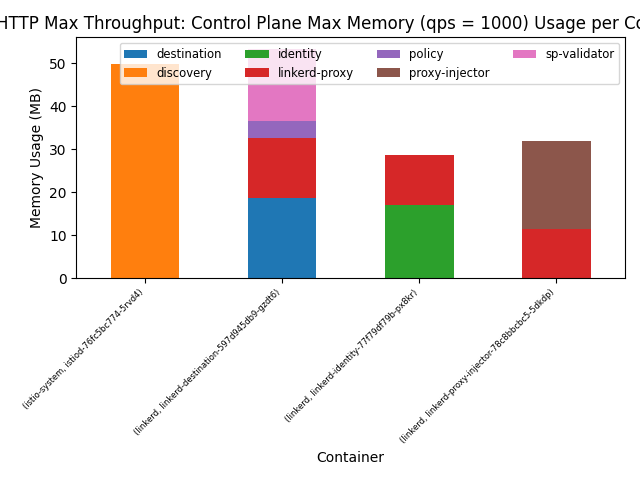 HTTP Max Throughput: Control Plane Max Memory (qps = 1000) Usage per Co
destination
identity
policy
sp-validator
discovery
linkerd-proxy
proxy-injector
Memory Usage (MB)
50
40
30
20
10
0
(istio-system, istiod-76fc5bc774-5rvd4)
(linkerd, linkerd-destination-597d945db9-gzdt6)
(linkerd, linkerd-identity-77f79df79b-px8kr)
(linkerd, linkerd-proxy-injector-78c8bbcbc5-5dkdp)
Container